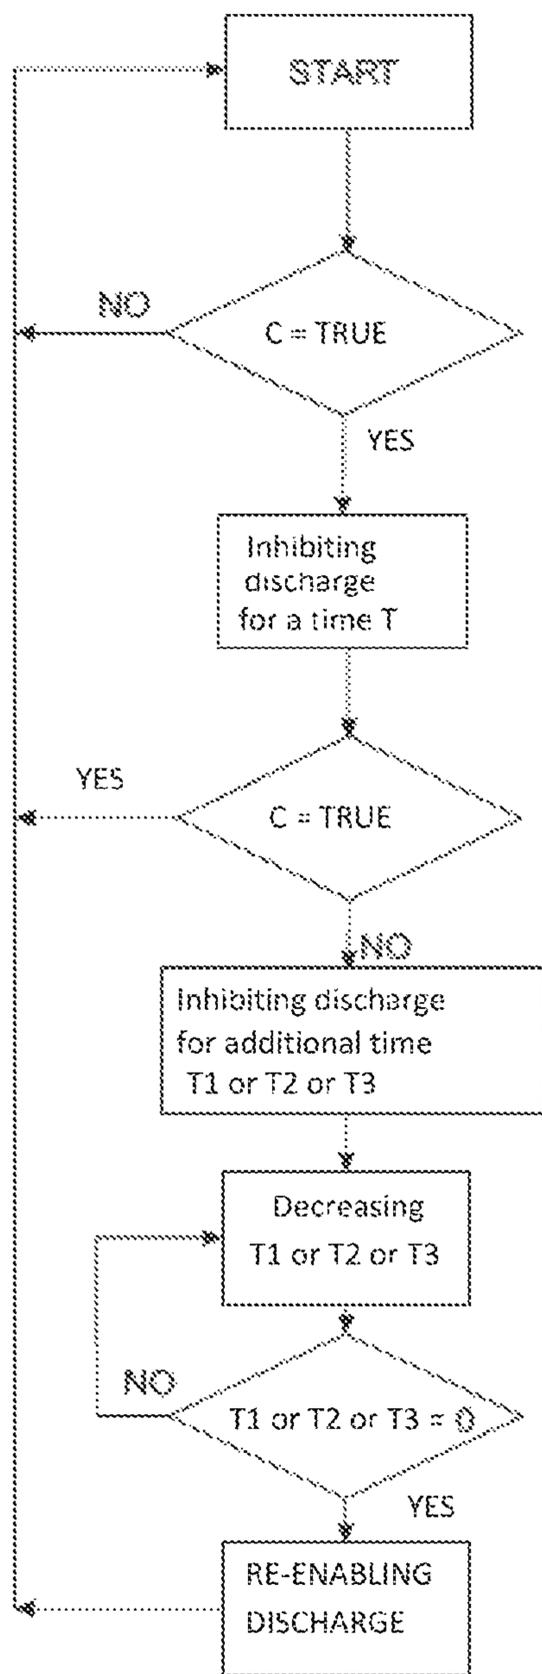 START
NO
C = TRUE
YES
Inhibiting
discharge
for a time T
YES
C = TRUE
NO
Inhibiting discharge
for additional time
T1 or T2 or T3
Decreasing
T1 or T2 or T3
NO
T1 or T2 or T3 = 0
YES
RE-ENABLING
DISCHARGE